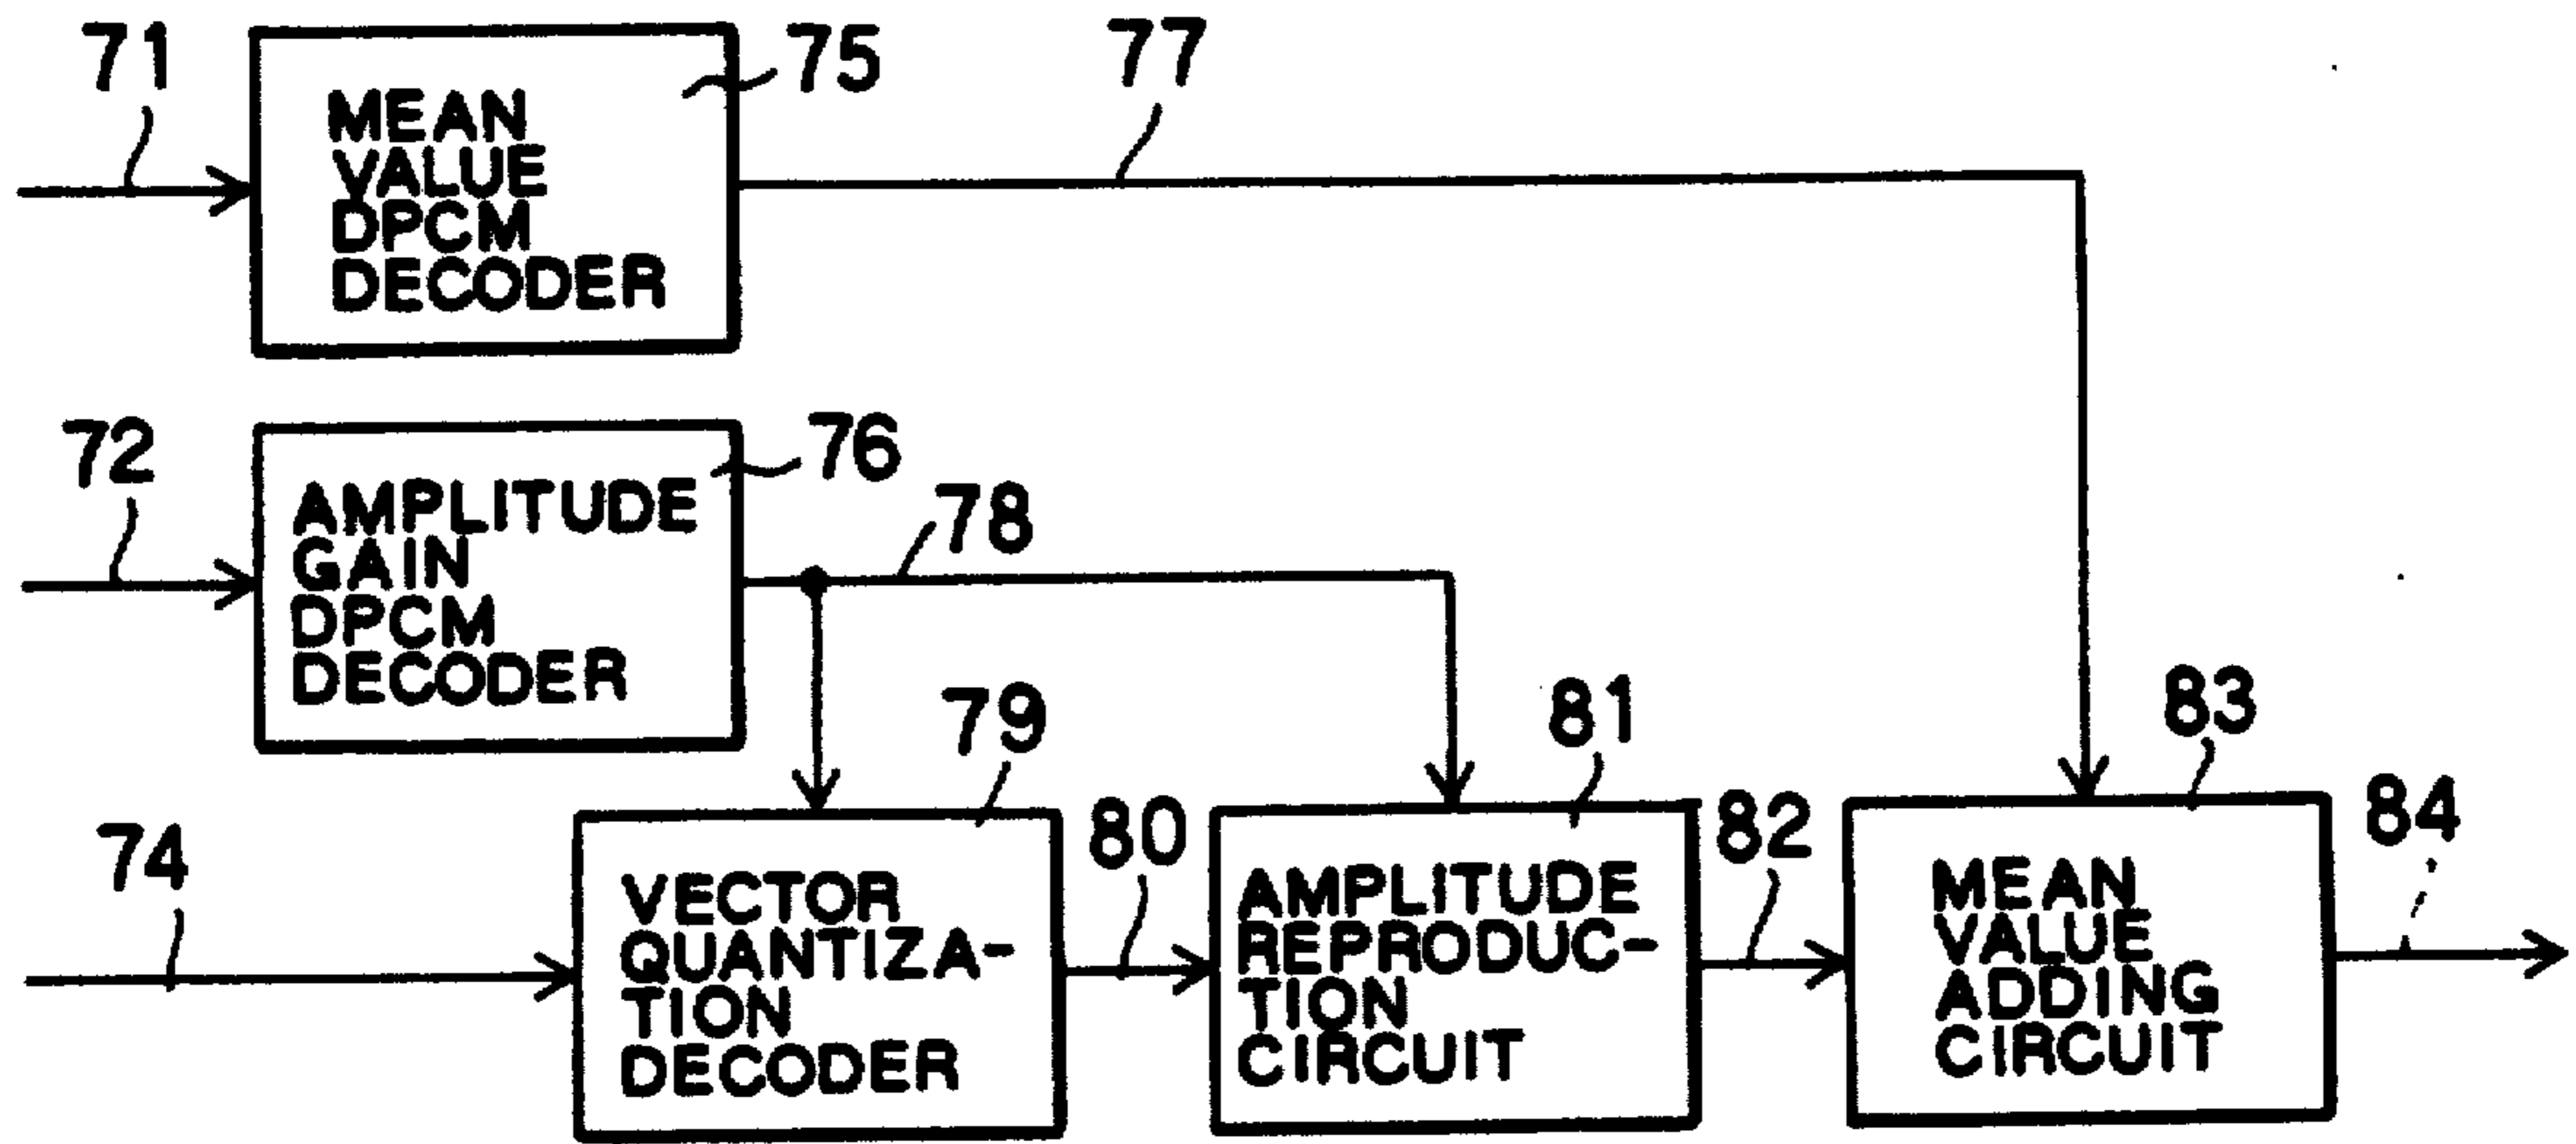 71
75
77
MEAN
VALUE
DPCM
DECODER
72
76
78
AMPLITUDE
GAIN
DPCM
DECODER
74
79
80
81
82
83
84
VECTOR
QUANTIZA-
TION
DECODER
AMPLITUDE
REPRODUC-
TION
CIRCUIT
MEAN
VALUE
ADDING
CIRCUIT